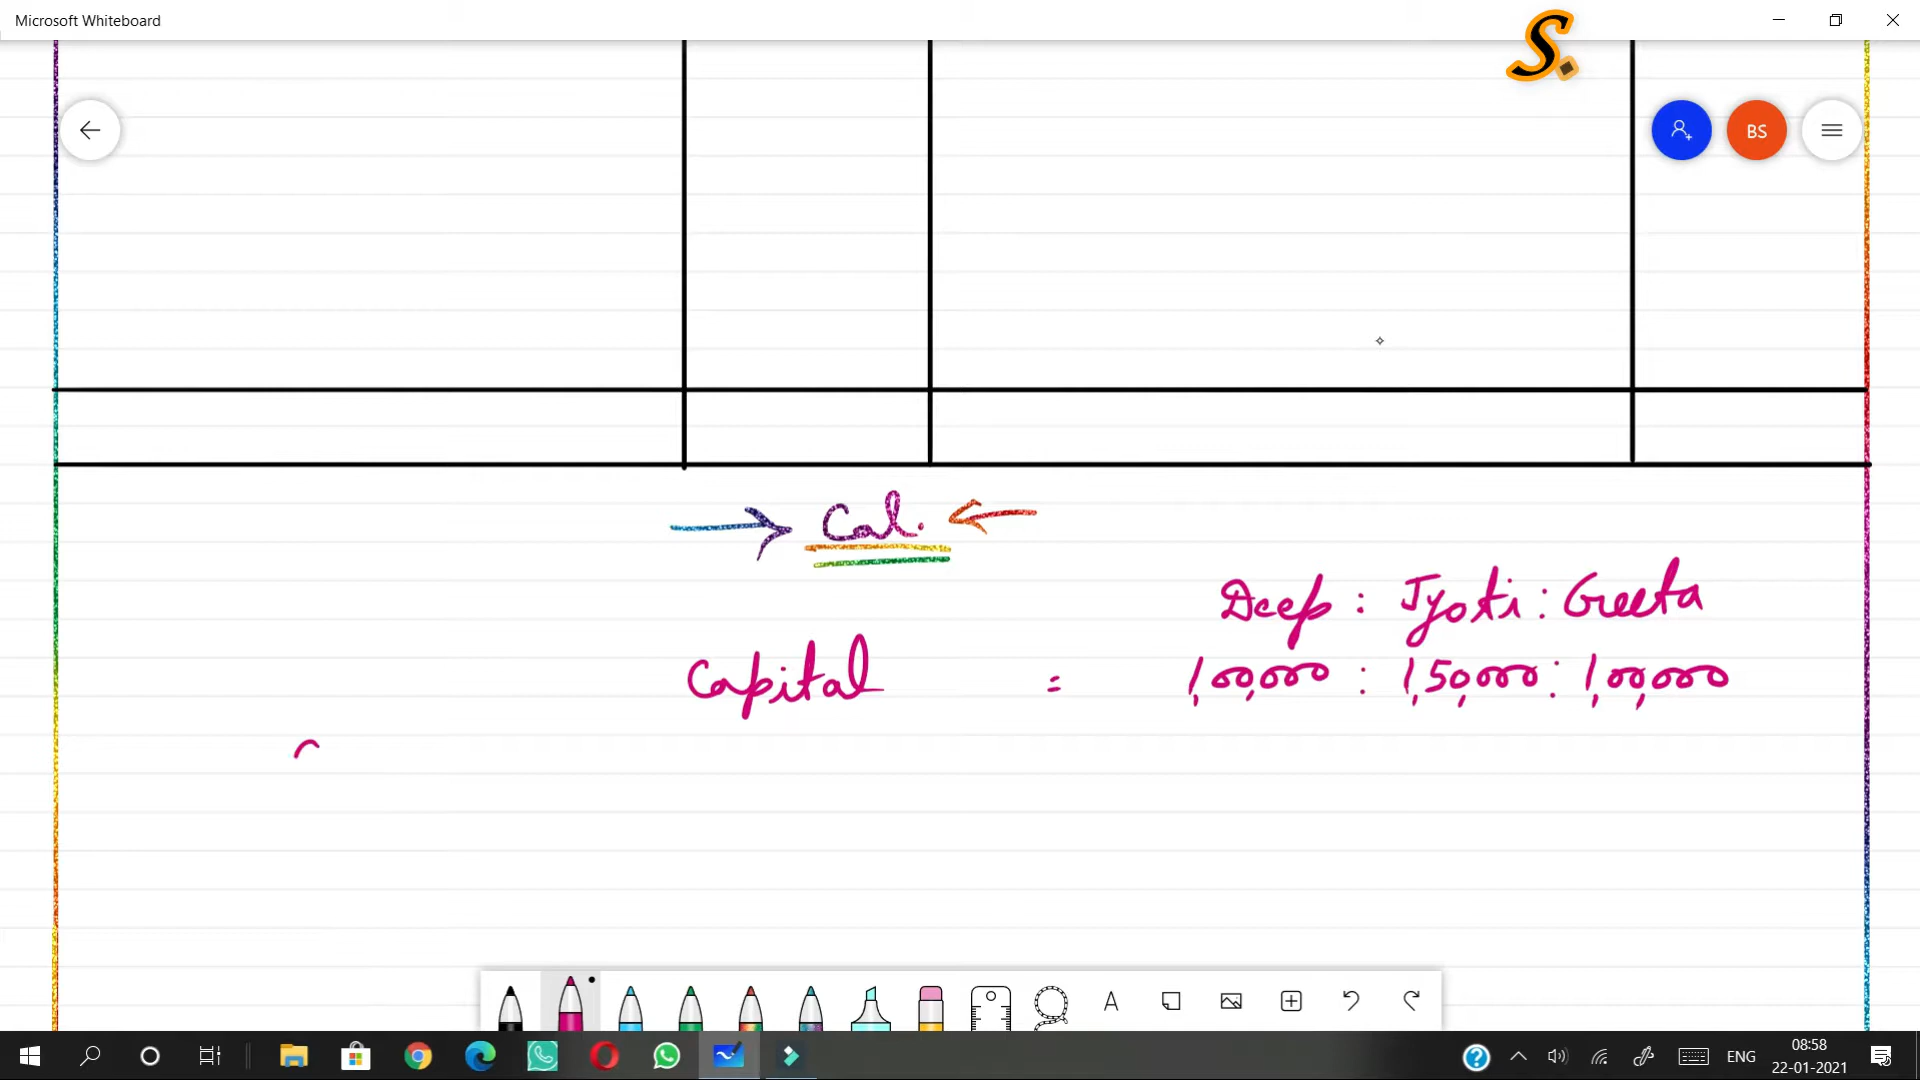 Microsoft Whiteboard
S.
BS
Cal.
Deep : Jyoti : Greeta
Capital = 1,00,000 : 1,50,000 : 1,00,000
A
ENG
08:58
22-01-2021